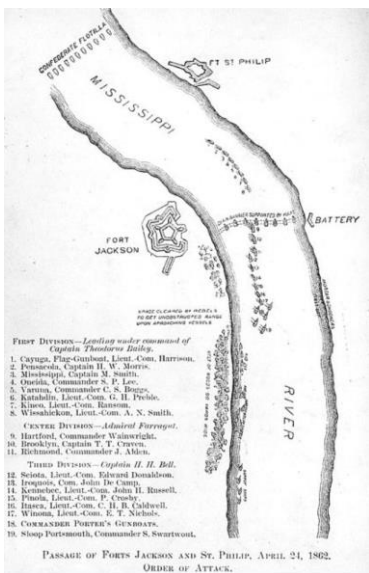 CONFEDERATE FLOTILLA
FT ST PHILIP
MISSISSIPPI
BATTERY
FORT
JACKSON
SPACE CLEARED BY REBELS
TO GET UNOBSTRUCTED RANGE
UPON APPROACHING VESSELS
RIVER
FIRST DIVISION—Leading under command of
Captain Theodorus Bailey.
1. Cayuga, Flag-Gunboat, Lieut.-Com. Harrison.
2. Pensacola, Captain H. W. Morris.
3. Mississippi, Captain M. Smith.
4. Oneida, Commander S. P. Lee.
5. Varuna, Commander C. S. Boggs.
6. Katahdin, Lieut.-Com. G. H. Preble.
7. Kineo, Lieut.-Com. Ransom.
8. Wissahickon, Lieut.-Com. A. N. Smith.
CENTER DIVISION—Admiral Farragut.
9. Hartford, Commander Wainwright.
10. Brooklyn, Captain T. T. Craven.
11. Richmond, Commander J. Alden.
THIRD DIVISION—Captain H. H. Bell.
12. Sciota, Lieut.-Com. Edward Donaldson.
13. Iroquois, Com. John De Camp.
14. Kennebec, Lieut.-Com. John H. Russell.
15. Pinola, Lieut.-Com. P. Crosby.
16. Itasca, Lieut.-Com. C. H. B. Caldwell.
17. Winona, Lieut.-Com. E. T. Nichols.
18. COMMANDER PORTER'S GUNBOATS.
19. Sloop Portsmouth, Commander S. Swartwout.
PASSAGE OF FORTS JACKSON AND ST. PHILIP, APRIL 24, 1862.
ORDER OF ATTACK.